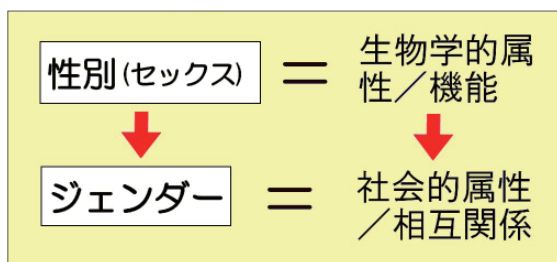 性別(セックス) = 生物学的属
性／機能
ジェンダー = 社会的属性
／相互関係